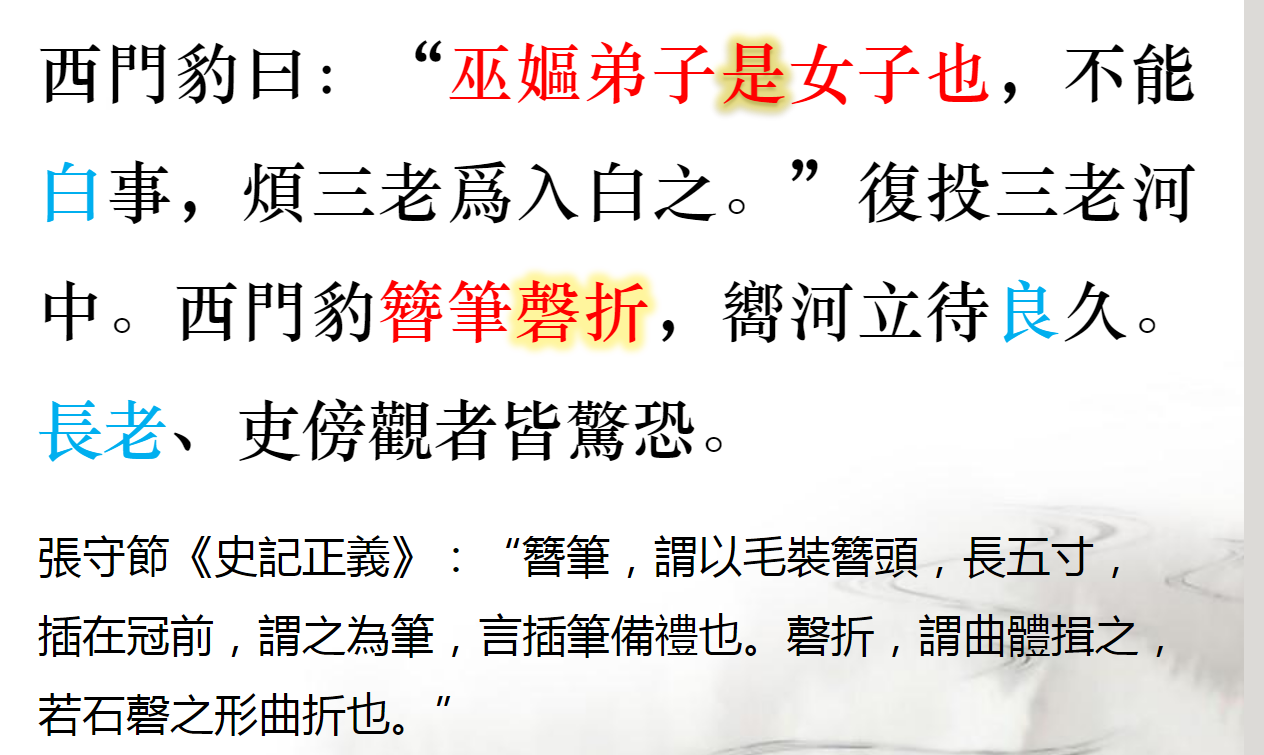 西門豹曰：“巫嫗弟子是女子也，不能
白事，煩三老爲入白之。”復投三老河
中。西門豹簪筆磬折，嚮河立待良久。
長老、吏傍觀者皆驚恐。
張守節《史記正義》：“簪筆，謂以毛裝簪頭，長五寸，
插在冠前，謂之為筆，言插筆備禮也。磬折，謂曲體揖之，
若石磬之形曲折也。”